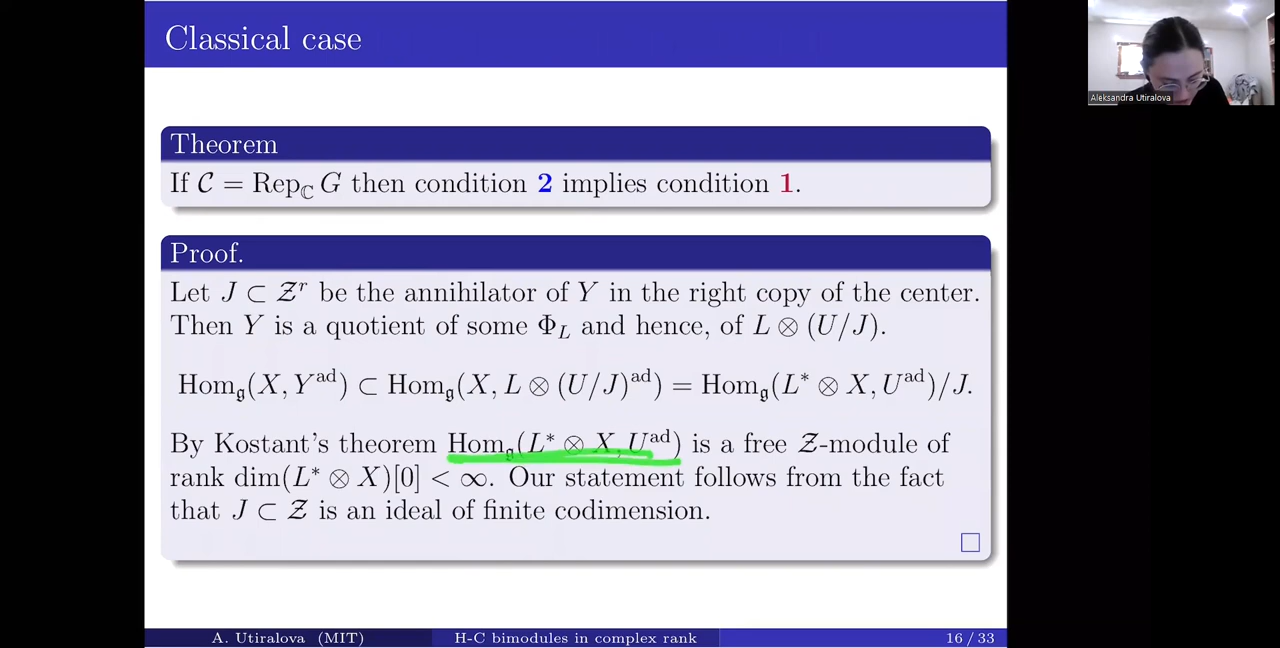 Classical case
Aleksandra Utiralova
Theorem
If 𝒞 = Rep_ℂ G then condition 2 implies condition 1.
Proof.
Let J ⊂ 𝒵^r be the annihilator of Y in the right copy of the center.
Then Y is a quotient of some Φ_L and hence, of L ⊗ (U/J).
Hom_𝔤(X, Y^ad) ⊂ Hom_𝔤(X, L ⊗ (U/J)^ad) = Hom_𝔤(L* ⊗ X, U^ad)/J.
By Kostant's theorem Hom_𝔤(L* ⊗ X, U^ad) is a free 𝒵-module of
rank dim(L* ⊗ X)[0] < ∞. Our statement follows from the fact
that J ⊂ 𝒵 is an ideal of finite codimension.
A. Utiralova (MIT) H-C bimodules in complex rank 16 / 33